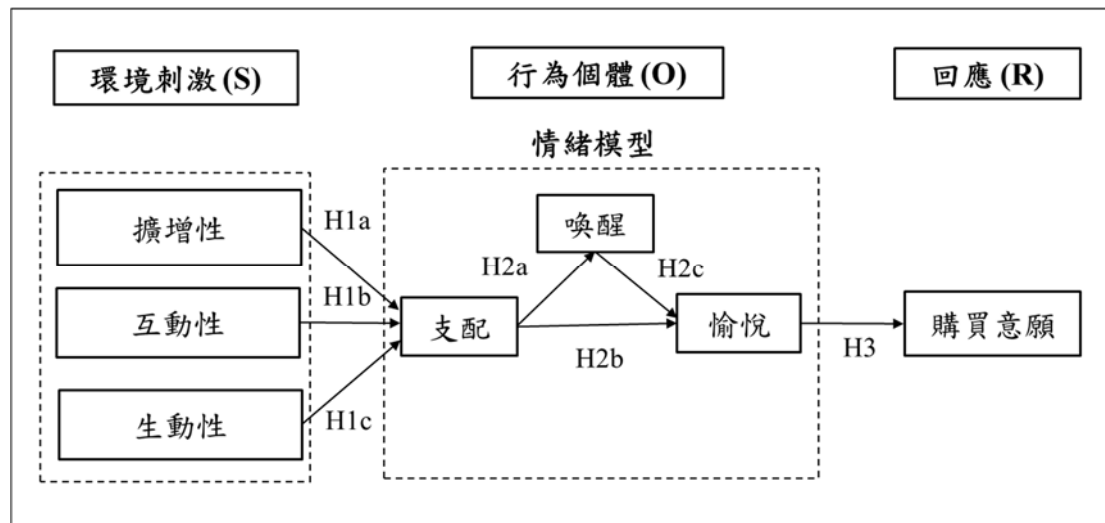 環境刺激(S)
行為個體(O)
回應(R)
情緒模型
擴增性
H1a
喚醒
H2a
H2c
互動性
H1b
支配
愉悅
購買意願
H2b
H3
生動性
H1c